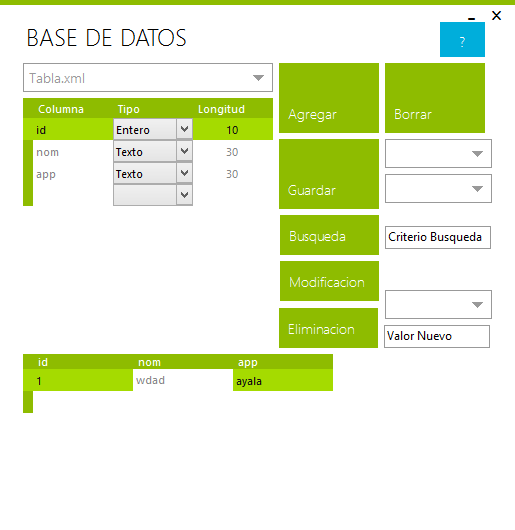 BASE DE DATOS
?
Tabla.xml
Columna Tipo Longitud
id Entero 10
nom Texto 30
app Texto 30
Agregar
Borrar
Guardar
Busqueda
Criterio Busqueda
Modificacion
Eliminacion
Valor Nuevo
id nom app
1 wdad ayala